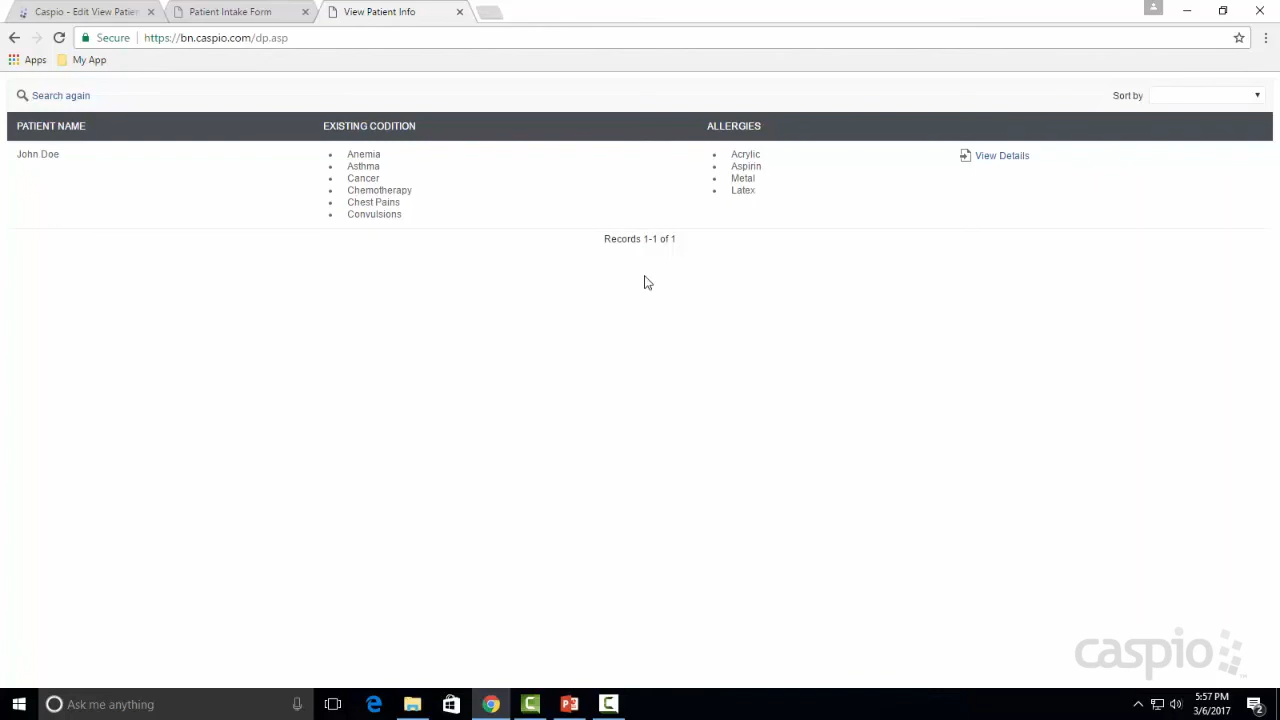 Caspio - Edit View Patier
Patient Intake Form
View Patient Info
Secure
https://bn.caspio.com/dp.asp
Apps
My App
Search again
Sort by
PATIENT NAME
EXISTING CODITION
ALLERGIES
John Doe
Anemia
Asthma
Cancer
Chemotherapy
Chest Pains
Convulsions
Acrylic
Aspirin
Metal
Latex
View Details
Records 1-1 of 1
caspio
Ask me anything
5:57 PM
3/6/2017
2